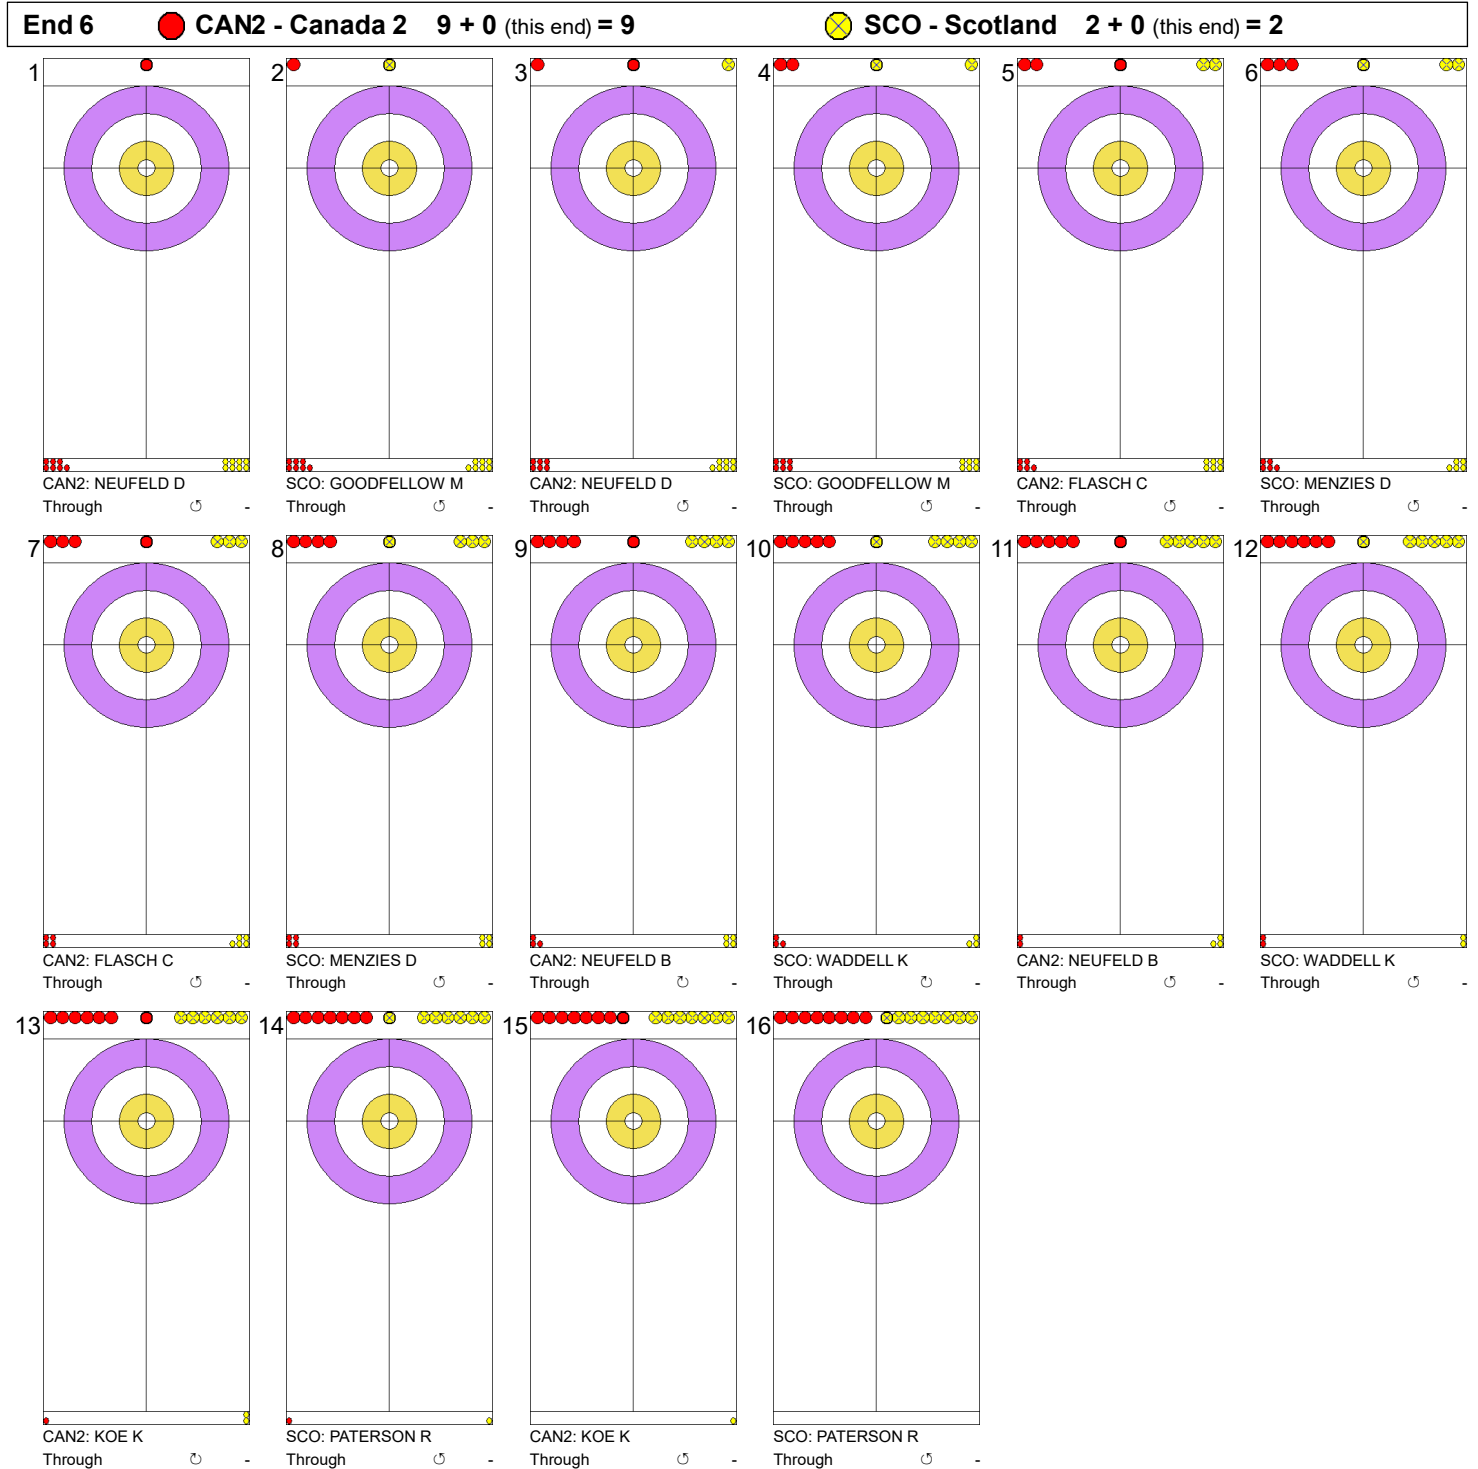 End 6 CAN2 - Canada 2 9 + 0 (this end) = 9 SCO - Scotland 2 + 0 (this end) = 2
1 2 3 4 5 6
CAN2: NEUFELD D SCO: GOODFELLOW M CAN2: NEUFELD D SCO: GOODFELLOW M CAN2: FLASCH C SCO: MENZIES D
Through ↺ - Through ↺ - Through ↺ - Through ↺ - Through ↺ - Through ↺ -
7 8 9 10 11 12
CAN2: FLASCH C SCO: MENZIES D CAN2: NEUFELD B SCO: WADDELL K CAN2: NEUFELD B SCO: WADDELL K
Through ↺ - Through ↺ - Through ↻ - Through ↻ - Through ↺ - Through ↺ -
13 14 15 16
CAN2: KOE K SCO: PATERSON R CAN2: KOE K SCO: PATERSON R
Through ↻ - Through ↺ - Through ↺ - Through ↺ -